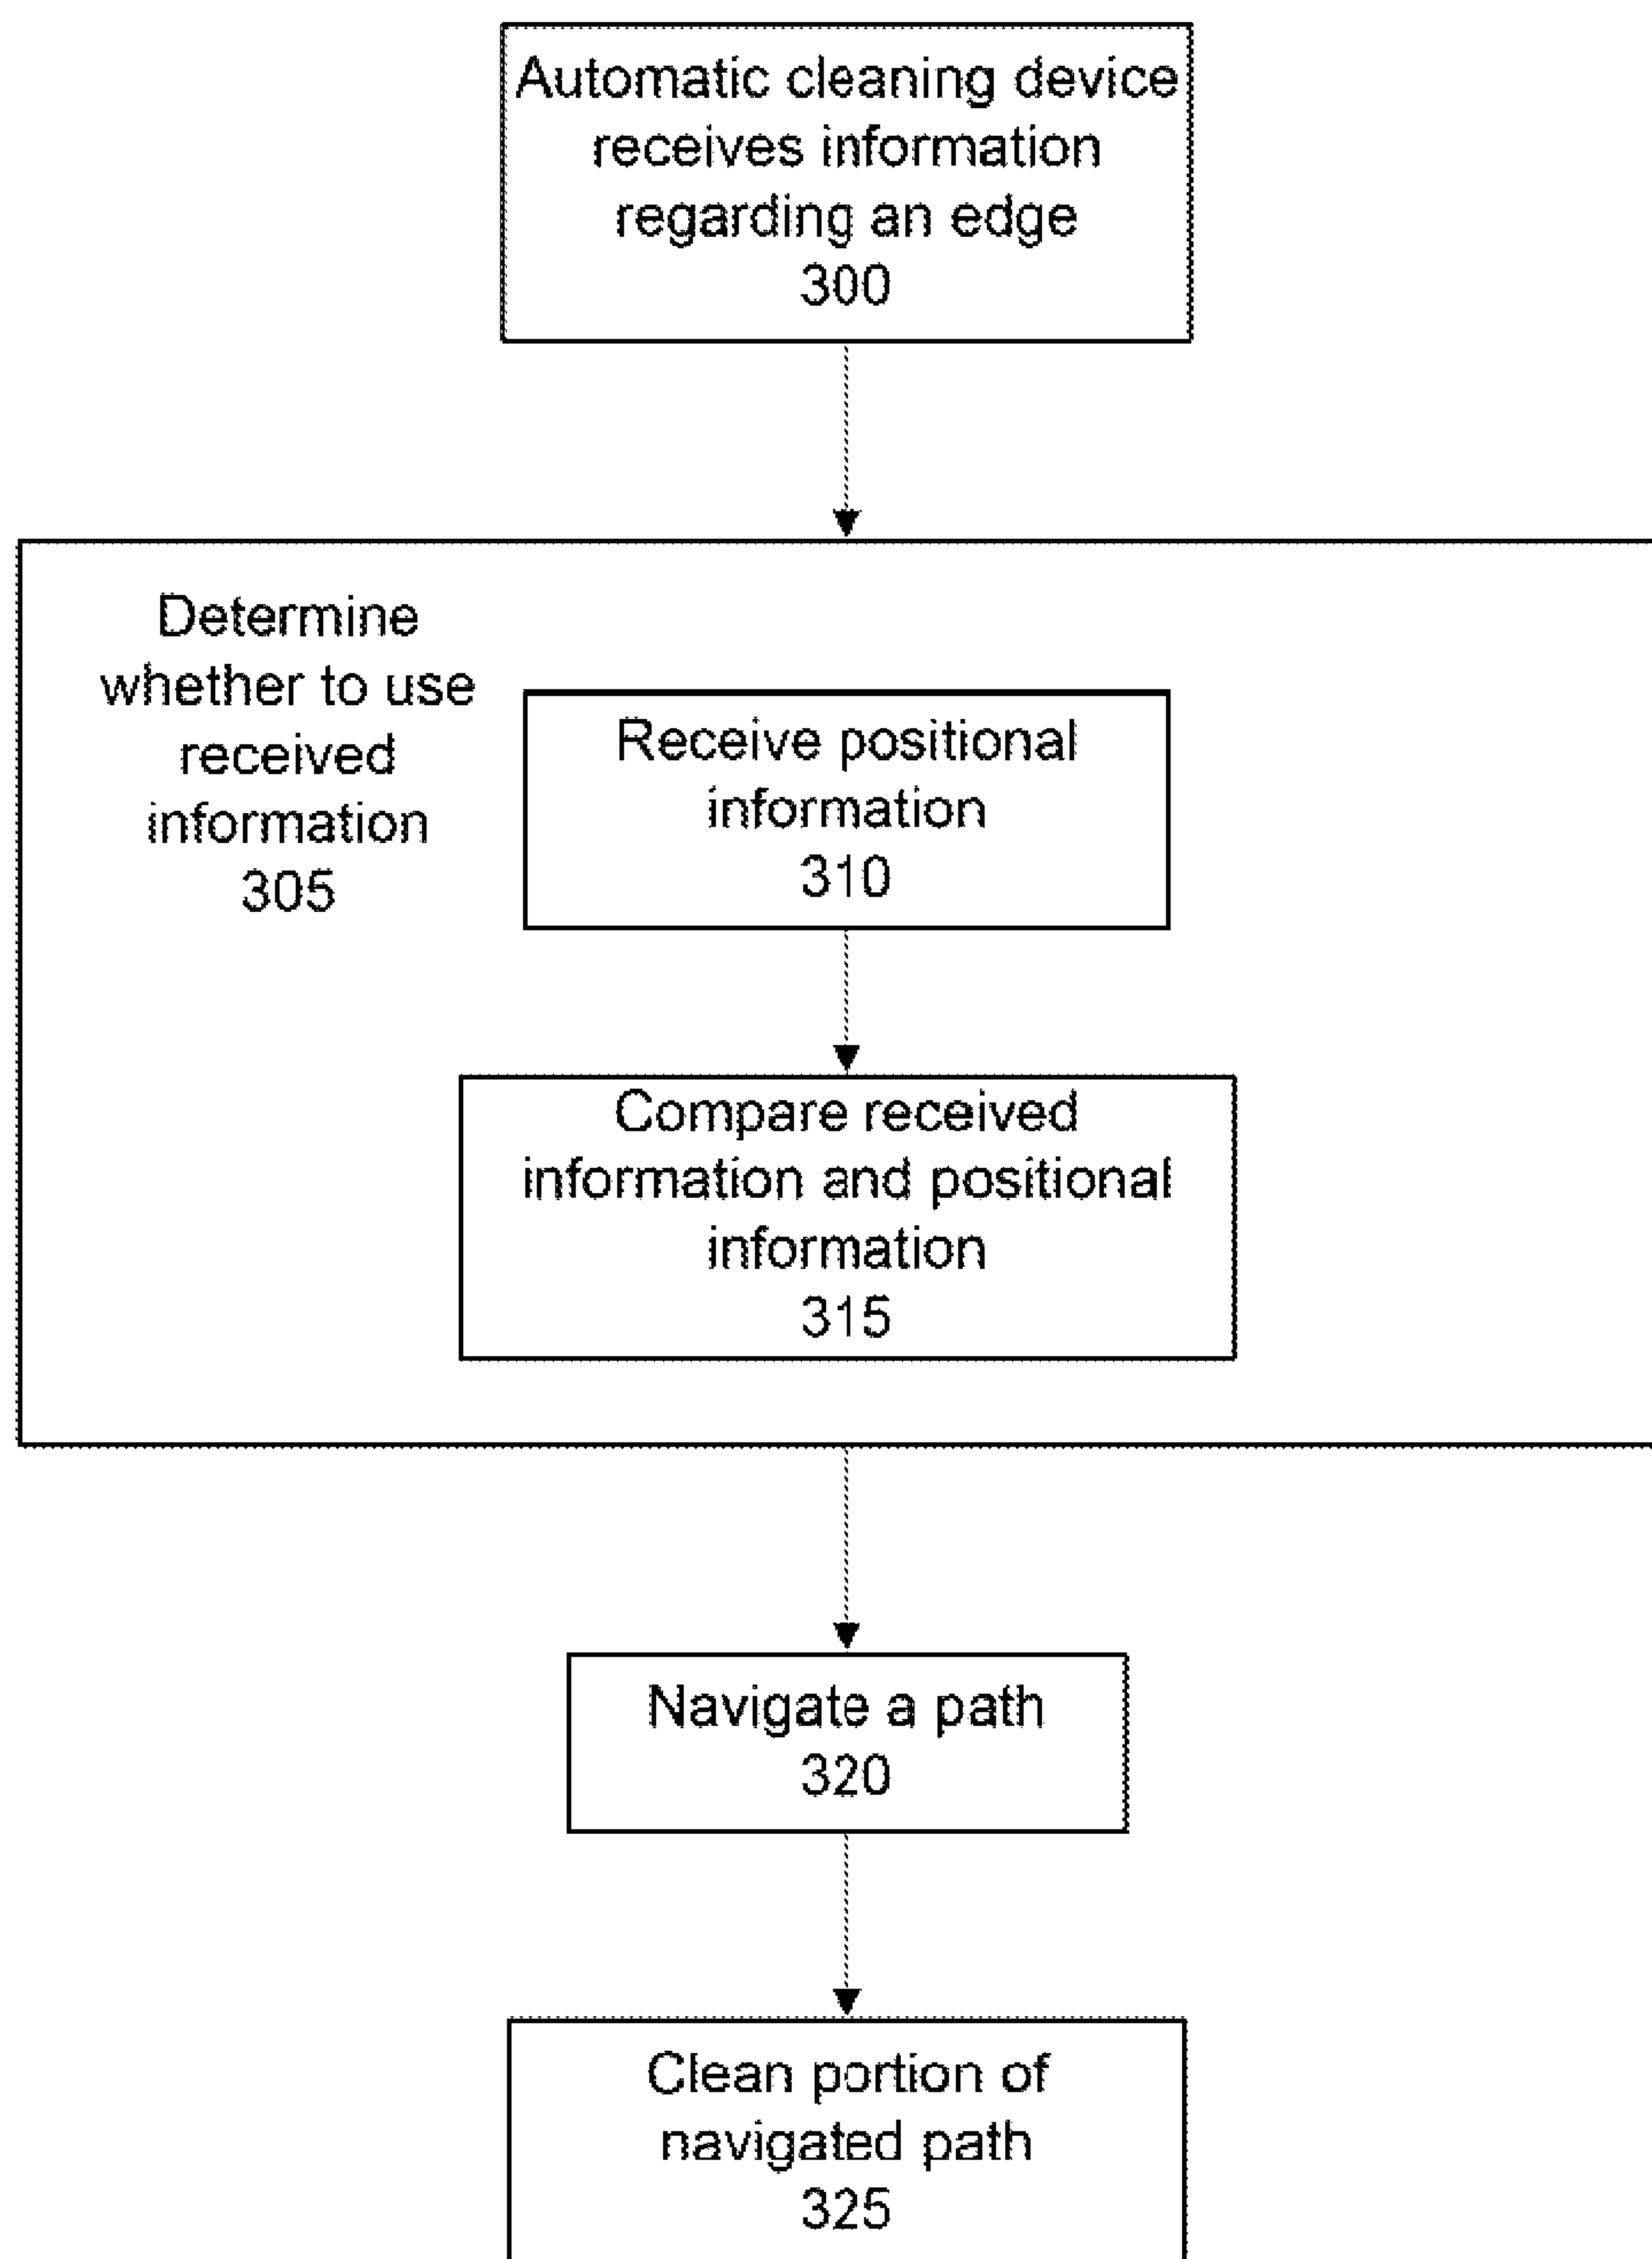 Automatic cleaning device
receives information
regarding an edge
300
Determine
whether to use
received
information
305
Receive positional
information
310
Compare received
information and positional
information
315
Navigate a path
320
Clean portion of
navigated path
325